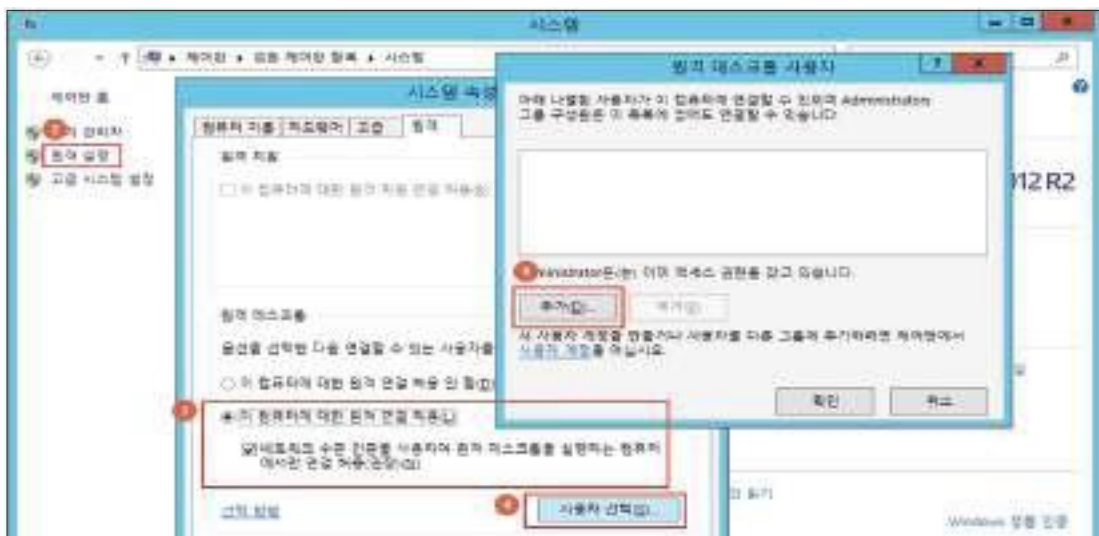 시스템
제어판 ▸ 모든 제어판 항목 ▸ 시스템
제어판 홈
2
장치 관리자
원격 설정
고급 시스템 설정
시스템 속성
컴퓨터 이름 하드웨어 고급 원격
원격 지원
이 컴퓨터에 대한 원격 지원 연결 허용(R)
원격 데스크톱
옵션을 선택한 다음 연결할 수 있는 사용자를
이 컴퓨터에 대한 원격 연결 허용 안 함(D)
3
이 컴퓨터에 대한 원격 연결 허용(L)
네트워크 수준 인증을 사용하여 원격 데스크톱을 실행하는 컴퓨터
에서만 연결 허용(권장)(N)
선택 방법
4
사용자 선택(S)...
원격 데스크톱 사용자
아래 나열된 사용자가 이 컴퓨터에 연결할 수 있으며 Administrators
그룹 구성원은 이 목록에 없어도 연결할 수 있습니다.
Administrator은(는) 이미 액세스 권한을 갖고 있습니다.
추가(D)... 제거(R)
새 사용자 계정을 만들거나 사용자를 다른 그룹에 추가하려면 제어판에서
사용자 계정을 여십시오.
확인 취소
012 R2
읽기
Windows 정품 인증